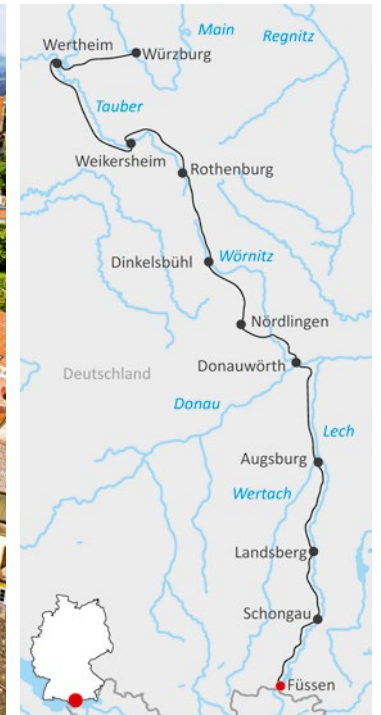 Main
Regnitz
Wertheim
Würzburg
Tauber
Weikersheim
Rothenburg
Dinkelsbühl
Wörnitz
Nördlingen
Donauwörth
Deutschland
Donau
Lech
Augsburg
Wertach
Landsberg
Schongau
Füssen